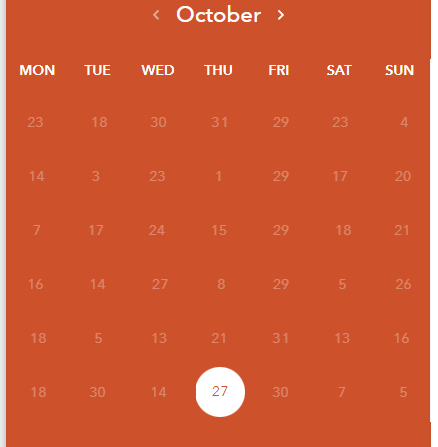 ‹ October ›
MON TUE WED THU FRI SAT SUN
23 18 30 31 29 23 4
14 3 23 1 29 17 20
7 17 24 15 29 18 21
16 14 27 8 29 5 26
18 5 13 21 31 13 16
18 30 14 27 30 7 5